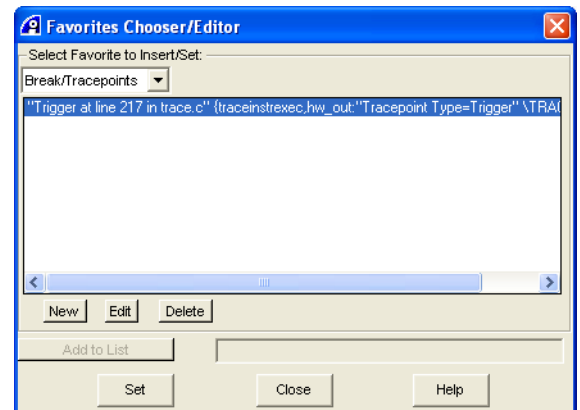 Favorites Chooser/Editor
Select Favorite to Insert/Set:
Break/Tracepoints
"Trigger at line 217 in trace.c" {traceinstrexec,hw_out:"Tracepoint Type=Trigger" \TRAC
New Edit Delete
Add to List
Set Close Help